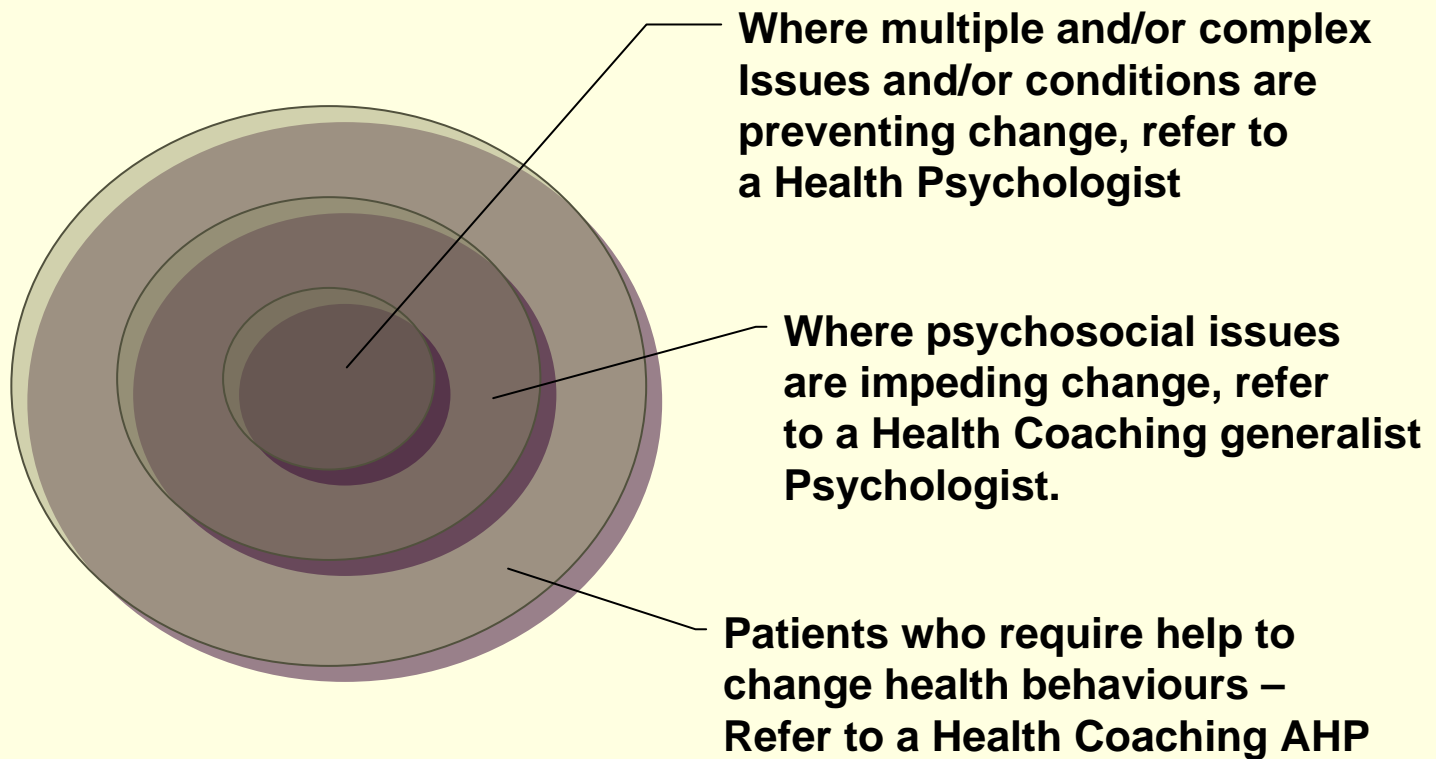 Where multiple and/or complex
Issues and/or conditions are
preventing change, refer to
a Health Psychologist
Where psychosocial issues
are impeding change, refer
to a Health Coaching generalist
Psychologist.
Patients who require help to
change health behaviours –
Refer to a Health Coaching AHP